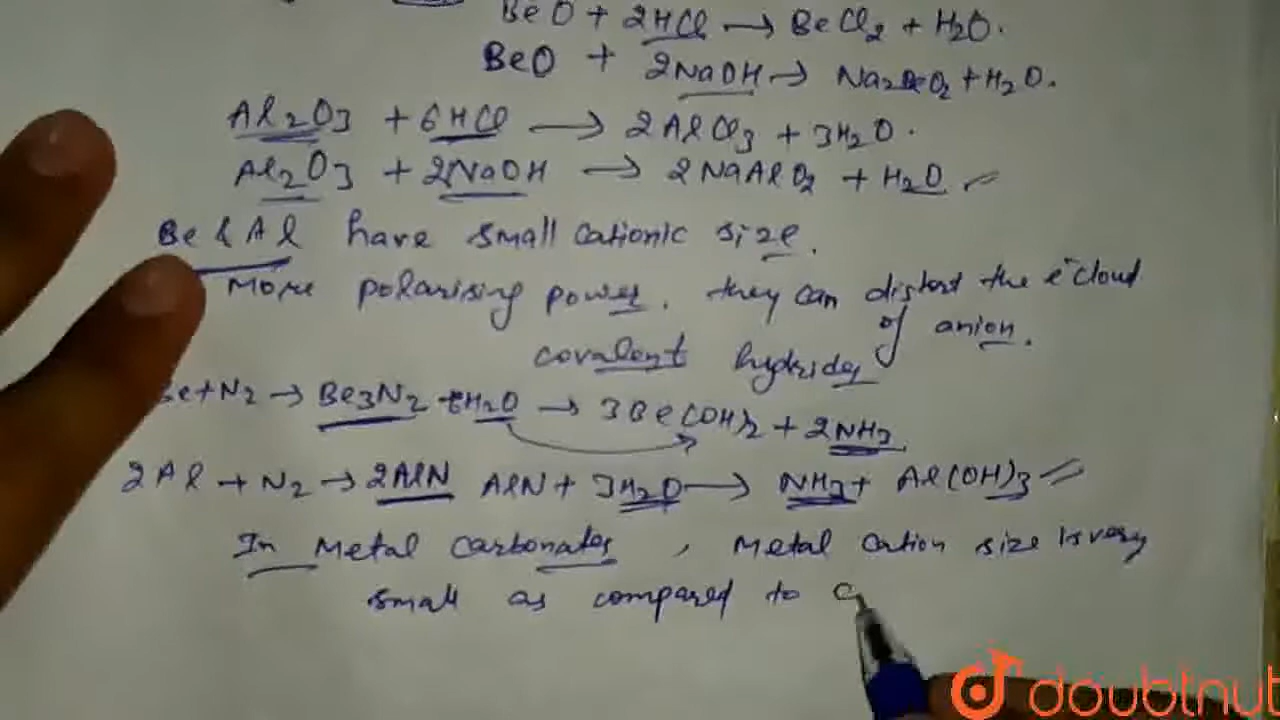 BeO + 2HCl → BeCl2 + H2O.
BeO + 2NaOH → + H2O.
Al2O3 + 6HCl → 2AlCl3 + 3H2O.
Al2O3 + 2NaOH → 2NaAlO2 + H2O
Be & Al have small cationic size.
More polarising power. they can distort the e- cloud
of anion.
covalent hydrides
+ N2 → Be3N2 + 6H2O → 3Be(OH)2 + 2NH3.
2Al + N2 → 2AlN AlN + 3H2O → NH3 + Al(OH)3
In Metal carbonates, Metal cation size is very
small as compared to
doubtnut